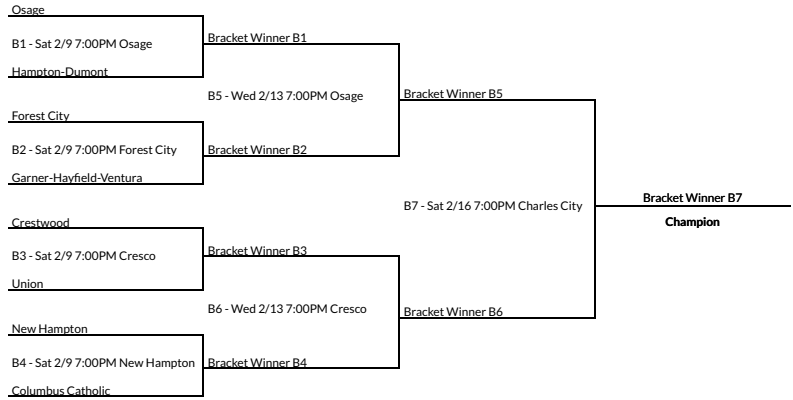 Osage
B1 - Sat 2/9 7:00PM Osage
Hampton-Dumont
Bracket Winner B1
B5 - Wed 2/13 7:00PM Osage
Bracket Winner B5
Forest City
B2 - Sat 2/9 7:00PM Forest City
Bracket Winner B2
Garner-Hayfield-Ventura
B7 - Sat 2/16 7:00PM Charles City
Bracket Winner B7
Champion
Crestwood
B3 - Sat 2/9 7:00PM Cresco
Bracket Winner B3
Union
B6 - Wed 2/13 7:00PM Cresco
Bracket Winner B6
New Hampton
B4 - Sat 2/9 7:00PM New Hampton
Bracket Winner B4
Columbus Catholic